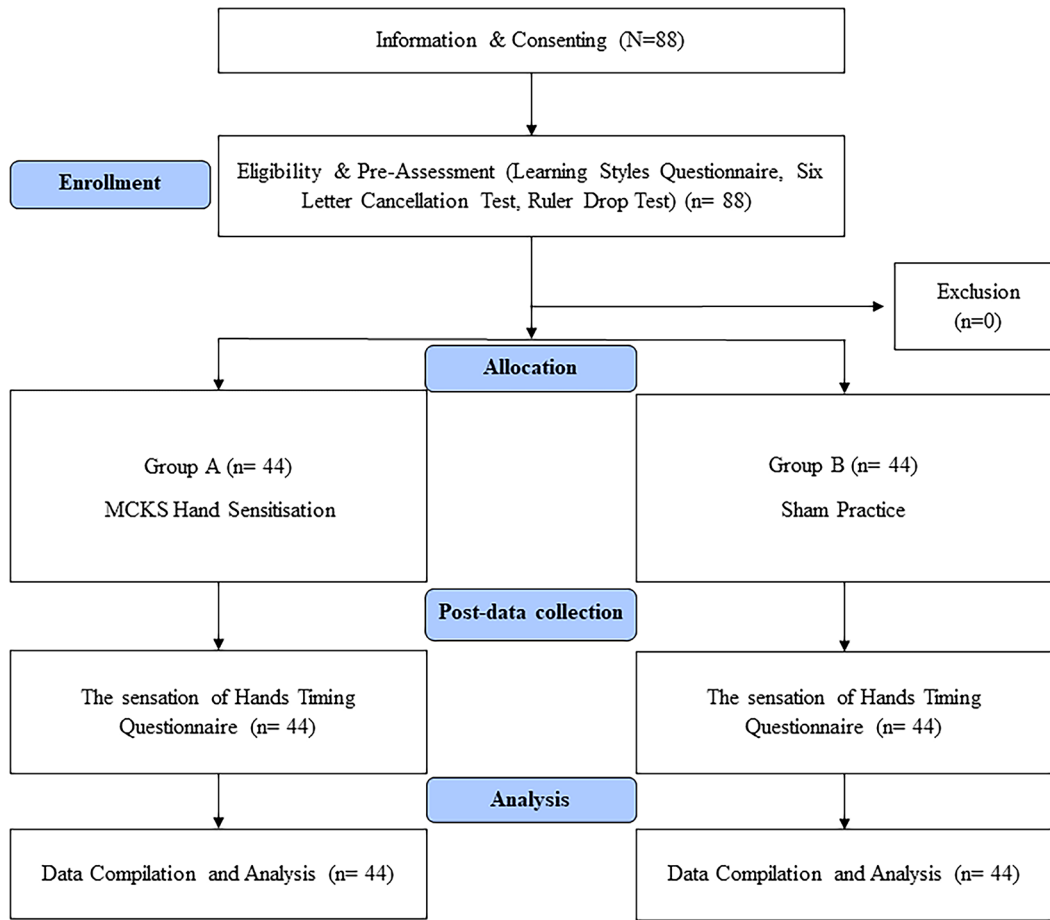 Information & Consenting (N=88)
Enrollment
Eligibility & Pre-Assessment (Learning Styles Questionnaire, Six
Letter Cancellation Test, Ruler Drop Test) (n= 88)
Exclusion
(n=0)
Allocation
Group A (n= 44)
MCKS Hand Sensitisation
Group B (n= 44)
Sham Practice
Post-data collection
The sensation of Hands Timing
Questionnaire (n= 44)
The sensation of Hands Timing
Questionnaire (n= 44)
Analysis
Data Compilation and Analysis (n= 44)
Data Compilation and Analysis (n= 44)